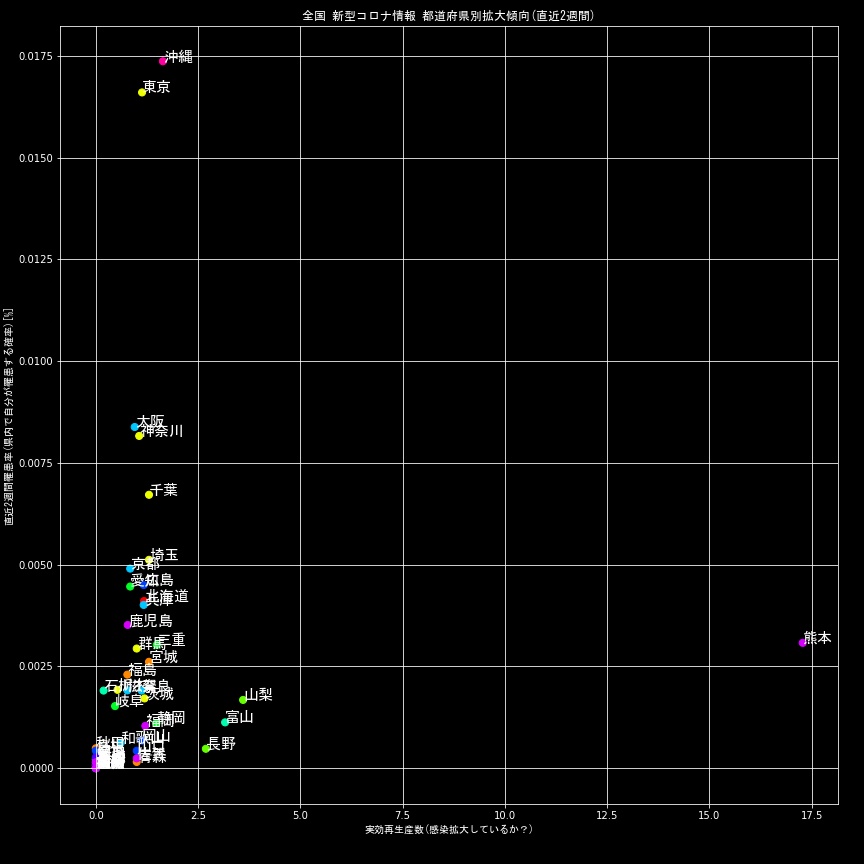 全国 新型コロナ情報 都道府県別拡大傾向(直近2週間)
直近2週間罹患率(県内で自分が罹患する確率)[%]
0.0175
0.0150
0.0125
0.0100
0.0075
0.0050
0.0025
0.0000
沖縄
東京
大阪
神奈川
千葉
埼玉
京都
愛知
広島
北海道
兵庫
鹿児島
熊本
群馬
三重
宮城
福島
石川
茨城
岐阜
山梨
富山
静岡
福岡
和歌山
長野
秋田
山口
青森
0.0
2.5
5.0
7.5
10.0
12.5
15.0
17.5
実効再生産数(感染拡大しているか？)